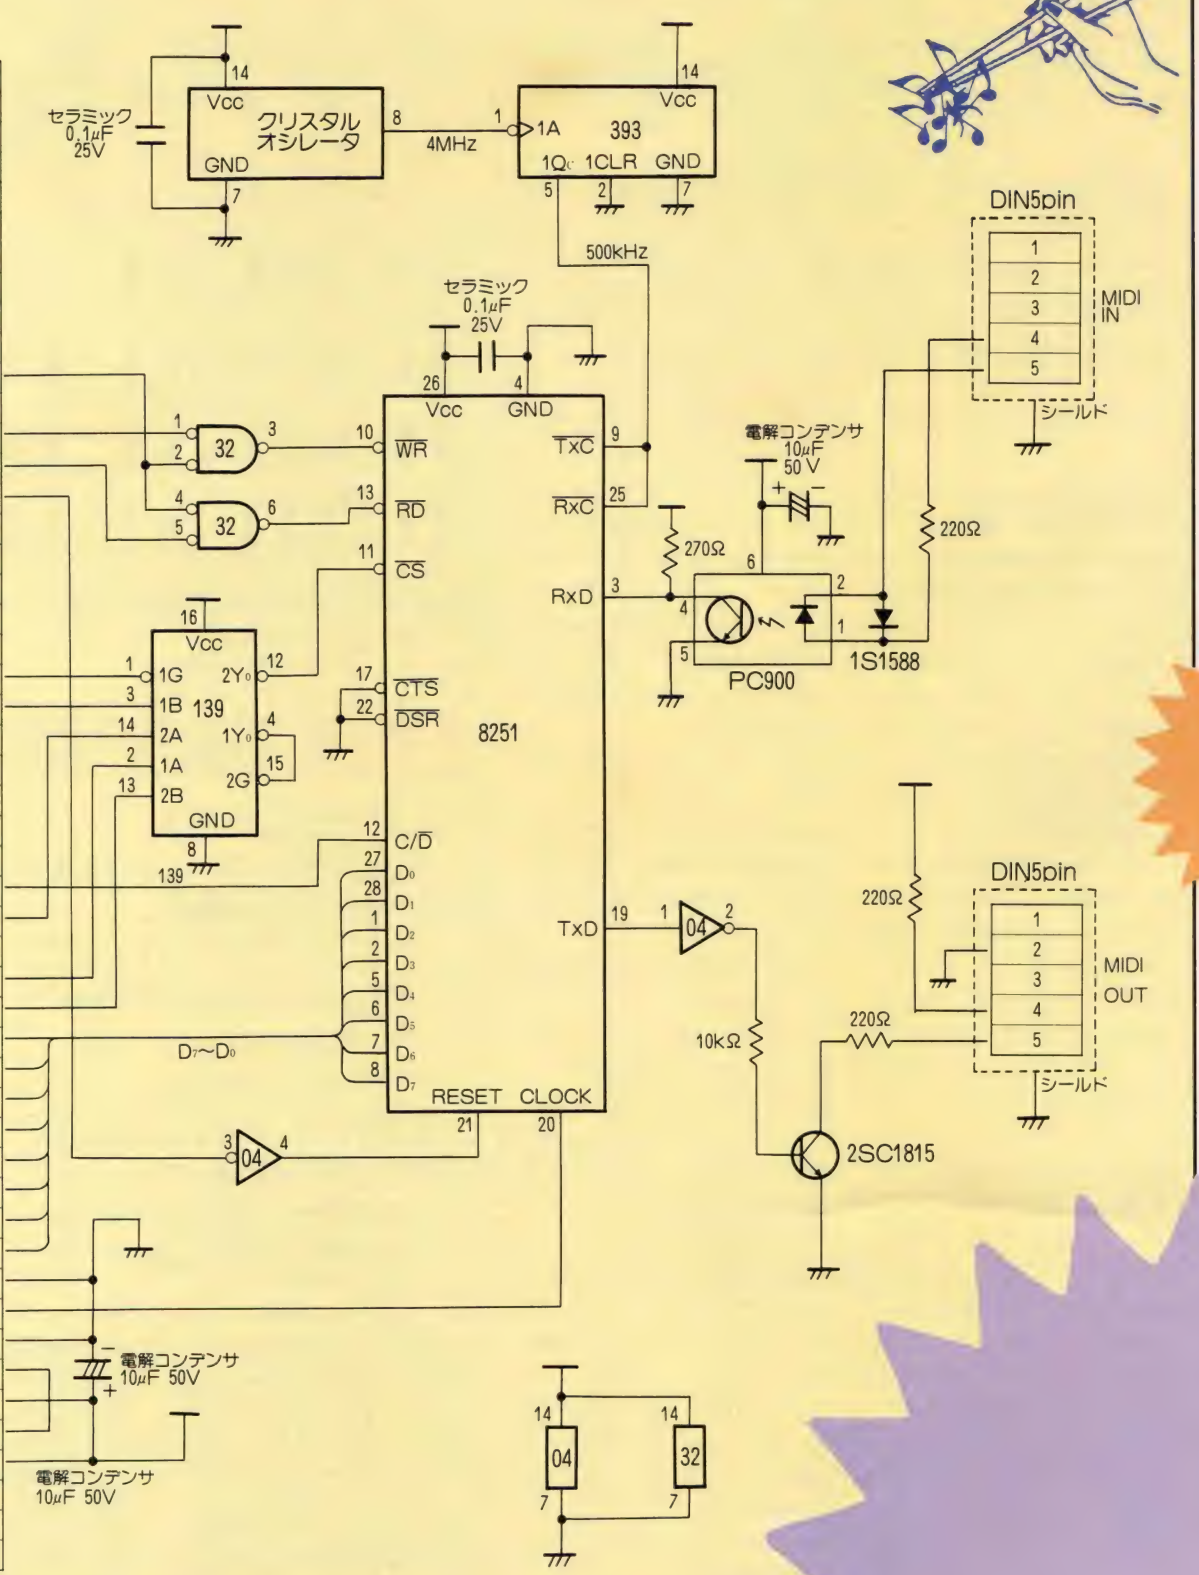 14
Vcc
セラミック
0.1μF
25V
クリスタル
オシレータ
GND
7
8
4MHz
14
Vcc
1
1A
393
1Qc 1CLR GND
5
2
7
500kHz
DIN5pin
1
2
3
4
5
MIDI
IN
シールド
220Ω
セラミック
0.1μF
25V
26
4
Vcc
GND
1
2
32
3
10
WR
4
5
32
6
13
RD
11
CS
TxC
9
RxC
25
RxD
3
電解コンデンサ
10μF
50V
+
−
270Ω
6
4
5
2
1
PC900
1S1588
16
Vcc
1
1G
2Y₀
12
3
1B
139
14
2A
1Y₀
4
2
1A
15
2G
13
2B
GND
8
139
17
CTS
22
DSR
8251
12
C/D
27
D₀
28
D₁
1
D₂
2
D₃
5
D₄
6
D₅
7
D₆
8
D₇
D₇〜D₀
TxD
19
1
04
2
10kΩ
220Ω
220Ω
2SC1815
DIN5pin
1
2
3
4
5
MIDI
OUT
シールド
RESET
CLOCK
21
20
3
04
4
−
電解コンデンサ
10μF 50V
+
電解コンデンサ
10μF 50V
14
04
7
14
32
7